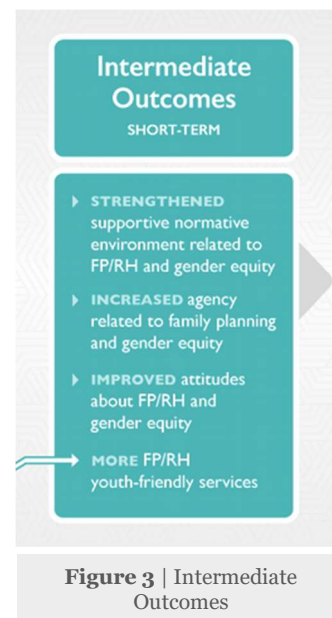 Intermediate
Outcomes
SHORT-TERM
STRENGTHENED
supportive normative
environment related to
FP/RH and gender equity
INCREASED agency
related to family planning
and gender equity
IMPROVED attitudes
about FP/RH and
gender equity
MORE FP/RH
youth-friendly services
Figure 3 | Intermediate
Outcomes